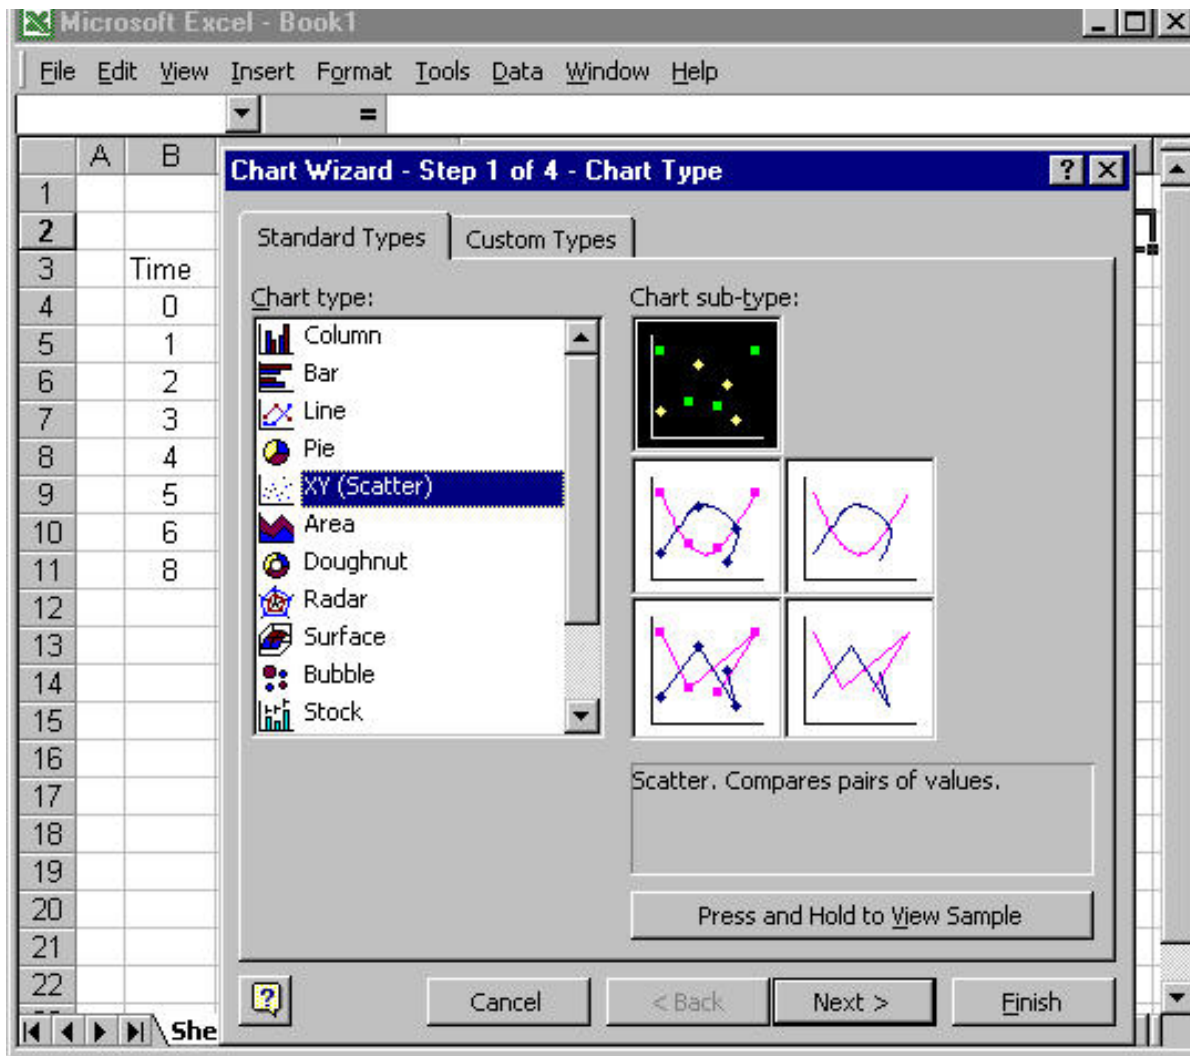 Microsoft Excel - Book1
File Edit View Insert Format Tools Data Window Help
=
A B
Chart Wizard - Step 1 of 4 - Chart Type
1
2
3 Time
4 0
5 1
6 2
7 3
8 4
9 5
10 6
11 8
12
13
14
15
16
17
18
19
20
21
22
Standard Types Custom Types
Chart type:
Column
Bar
Line
Pie
XY (Scatter)
Area
Doughnut
Radar
Surface
Bubble
Stock
Chart sub-type:
Scatter. Compares pairs of values.
Press and Hold to View Sample
Cancel < Back Next > Finish
She